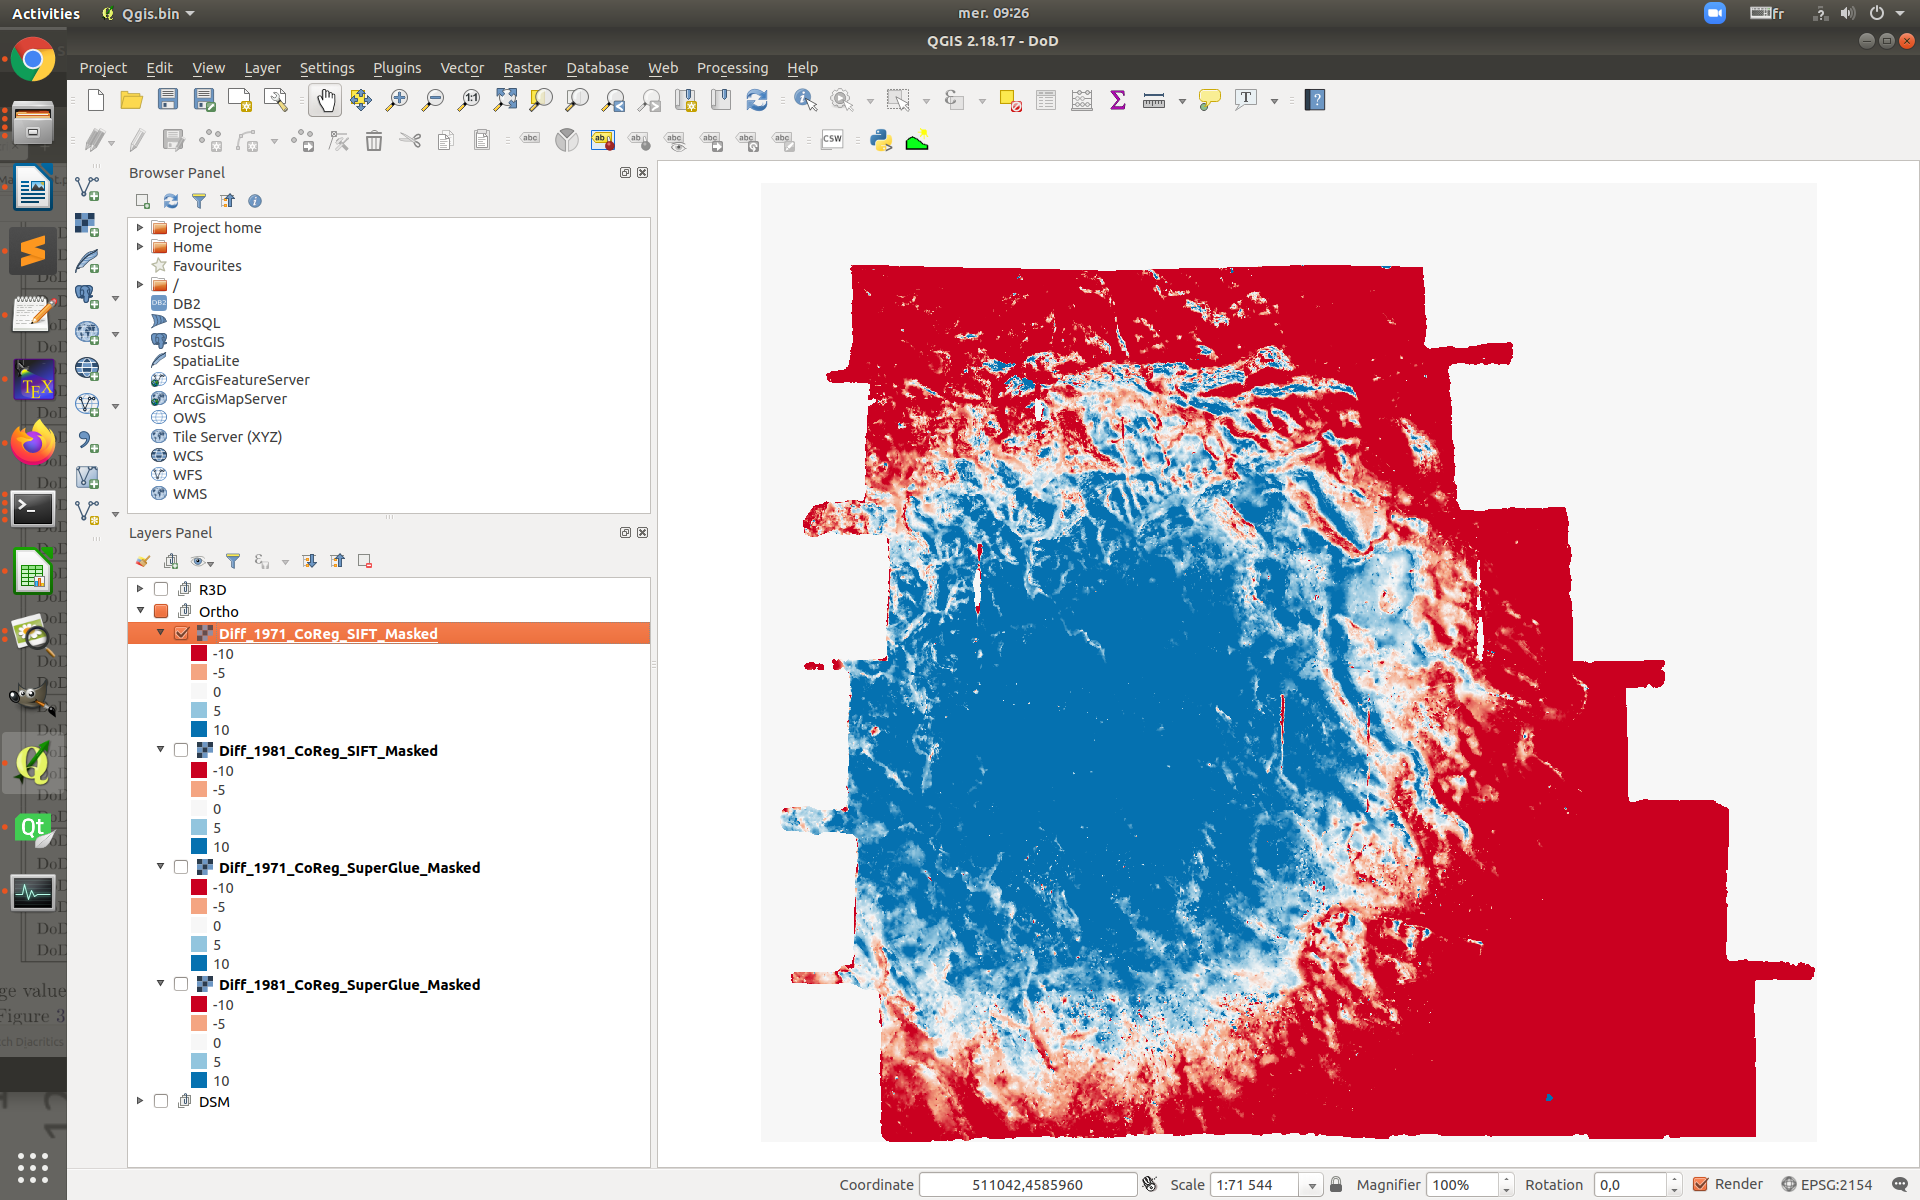 Activities Qgis.bin mer. 09:26 fr
QGIS 2.18.17 - DoD
Project Edit View Layer Settings Plugins Vector Raster Database Web Processing Help
Browser Panel
Project home
Home
Favourites
/
DB2
MSSQL
PostGIS
SpatiaLite
ArcGisFeatureServer
ArcGisMapServer
OWS
Tile Server (XYZ)
WCS
WFS
WMS
Layers Panel
R3D
Ortho
Diff_1971_CoReg_SIFT_Masked
-10
-5
0
5
10
Diff_1981_CoReg_SIFT_Masked
-10
-5
0
5
10
Diff_1971_CoReg_SuperGlue_Masked
-10
-5
0
5
10
Diff_1981_CoReg_SuperGlue_Masked
-10
-5
0
5
10
DSM
Coordinate 511042,4585960 Scale 1:71 544 Magnifier 100% Rotation 0,0 Render EPSG:2154